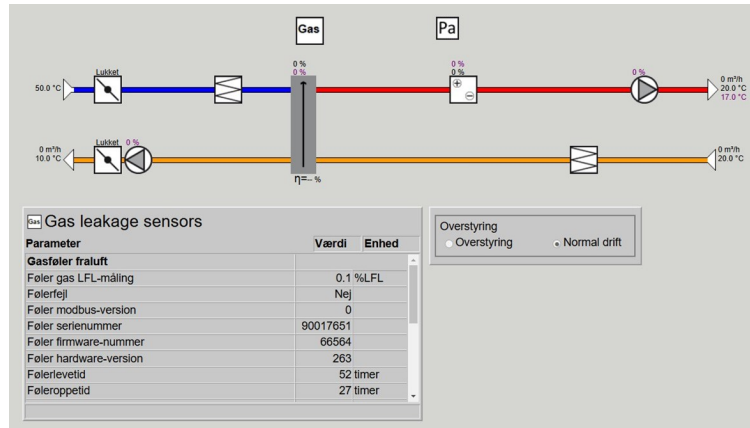 Gas
Pa
Lukket
0 %
0 %
0 %
0 %
0 %
50.0 °C
0 m³/h
20.0 °C
17.0 °C
Lukket 0 %
0 m³/h
10.0 °C
0 m³/h
20.0 °C
η=-- %
Gas Gas leakage sensors
Parameter Værdi Enhed
Gasføler fraluft
Føler gas LFL-måling 0.1 %LFL
Følerfejl Nej
Føler modbus-version 0
Føler serienummer 90017651
Føler firmware-nummer 66564
Føler hardware-version 263
Følerlevetid 52 timer
Føleroppetid 27 timer
Overstyring
Overstyring Normal drift